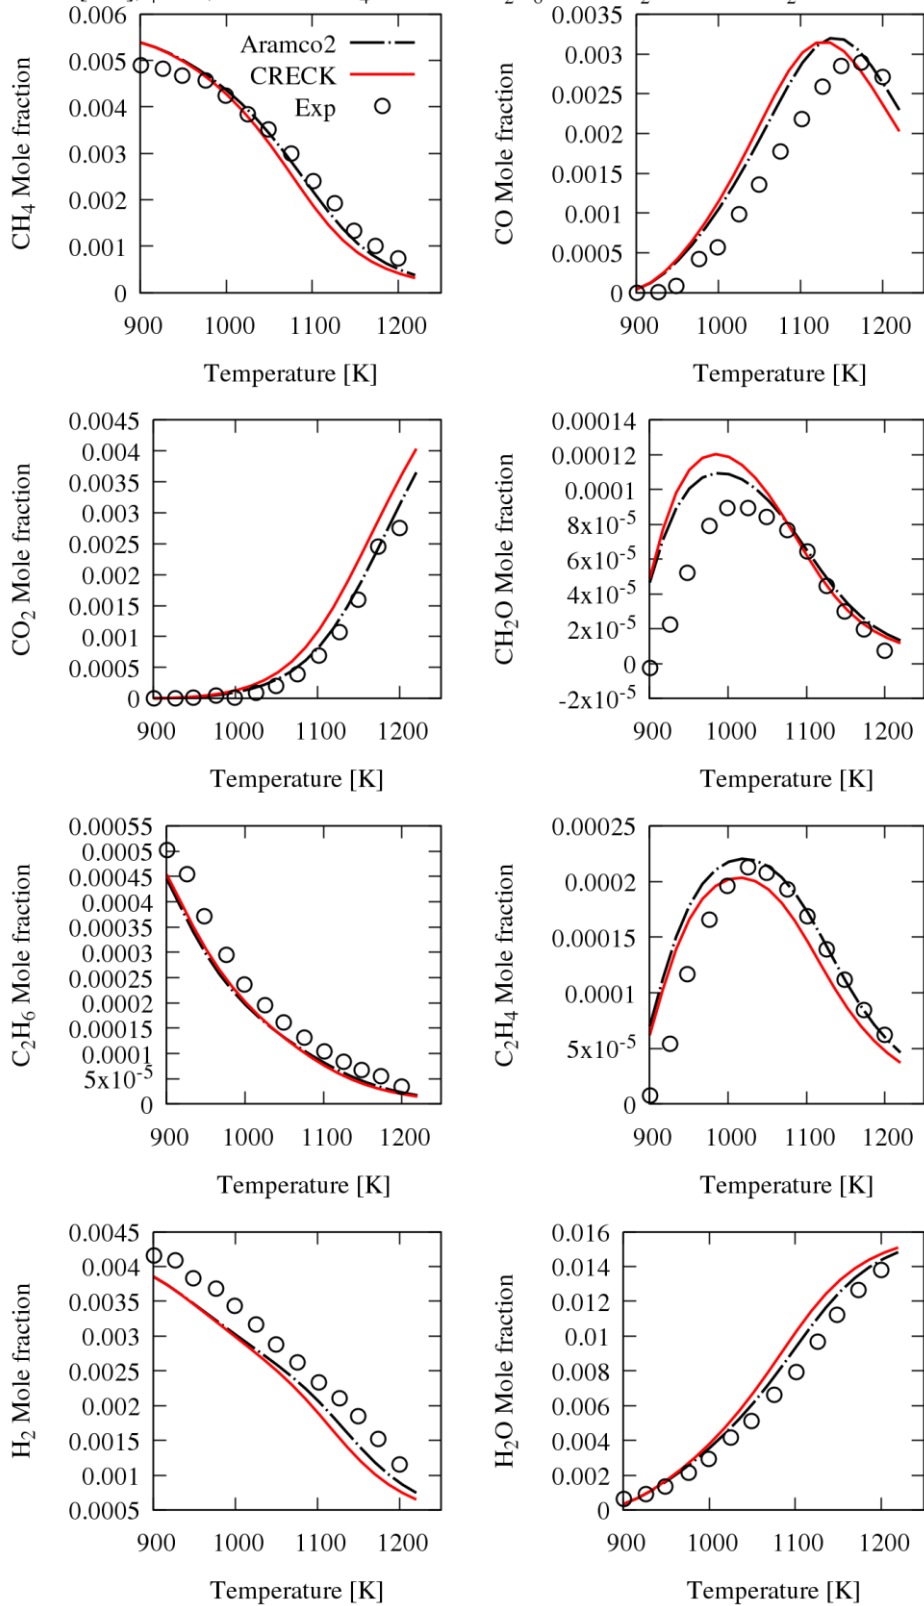 0.006
0.005
0.004
0.003
0.002
0.001
0
900 1000 1100 1200
CH4 Mole fraction
Temperature [K]
Aramco2
CRECK
Exp
0.0035
0.003
0.0025
0.002
0.0015
0.001
0.0005
0
900 1000 1100 1200
CO Mole fraction
Temperature [K]
0.0045
0.004
0.0035
0.003
0.0025
0.002
0.0015
0.001
0.0005
0
900 1000 1100 1200
CO2 Mole fraction
Temperature [K]
0.00014
0.00012
0.0001
8x10-5
6x10-5
4x10-5
2x10-5
0
-2x10-5
900 1000 1100 1200
CH2O Mole fraction
Temperature [K]
0.00055
0.0005
0.00045
0.0004
0.00035
0.0003
0.00025
0.0002
0.00015
0.0001
5x10-5
0
900 1000 1100 1200
C2H6 Mole fraction
Temperature [K]
0.00025
0.0002
0.00015
0.0001
5x10-5
0
900 1000 1100 1200
C2H4 Mole fraction
Temperature [K]
0.0045
0.004
0.0035
0.003
0.0025
0.002
0.0015
0.001
0.0005
900 1000 1100 1200
H2 Mole fraction
Temperature [K]
0.016
0.014
0.012
0.01
0.008
0.006
0.004
0.002
0
900 1000 1100 1200
H2O Mole fraction
Temperature [K]